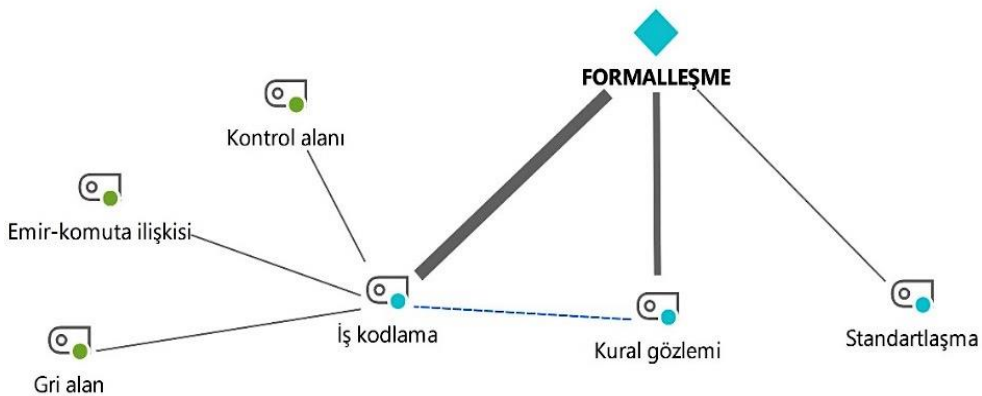 FORMALLEŞME
Kontrol alanı
Emir-komuta ilişkisi
İş kodlama
Kural gözlemi
Standartlaşma
Gri alan